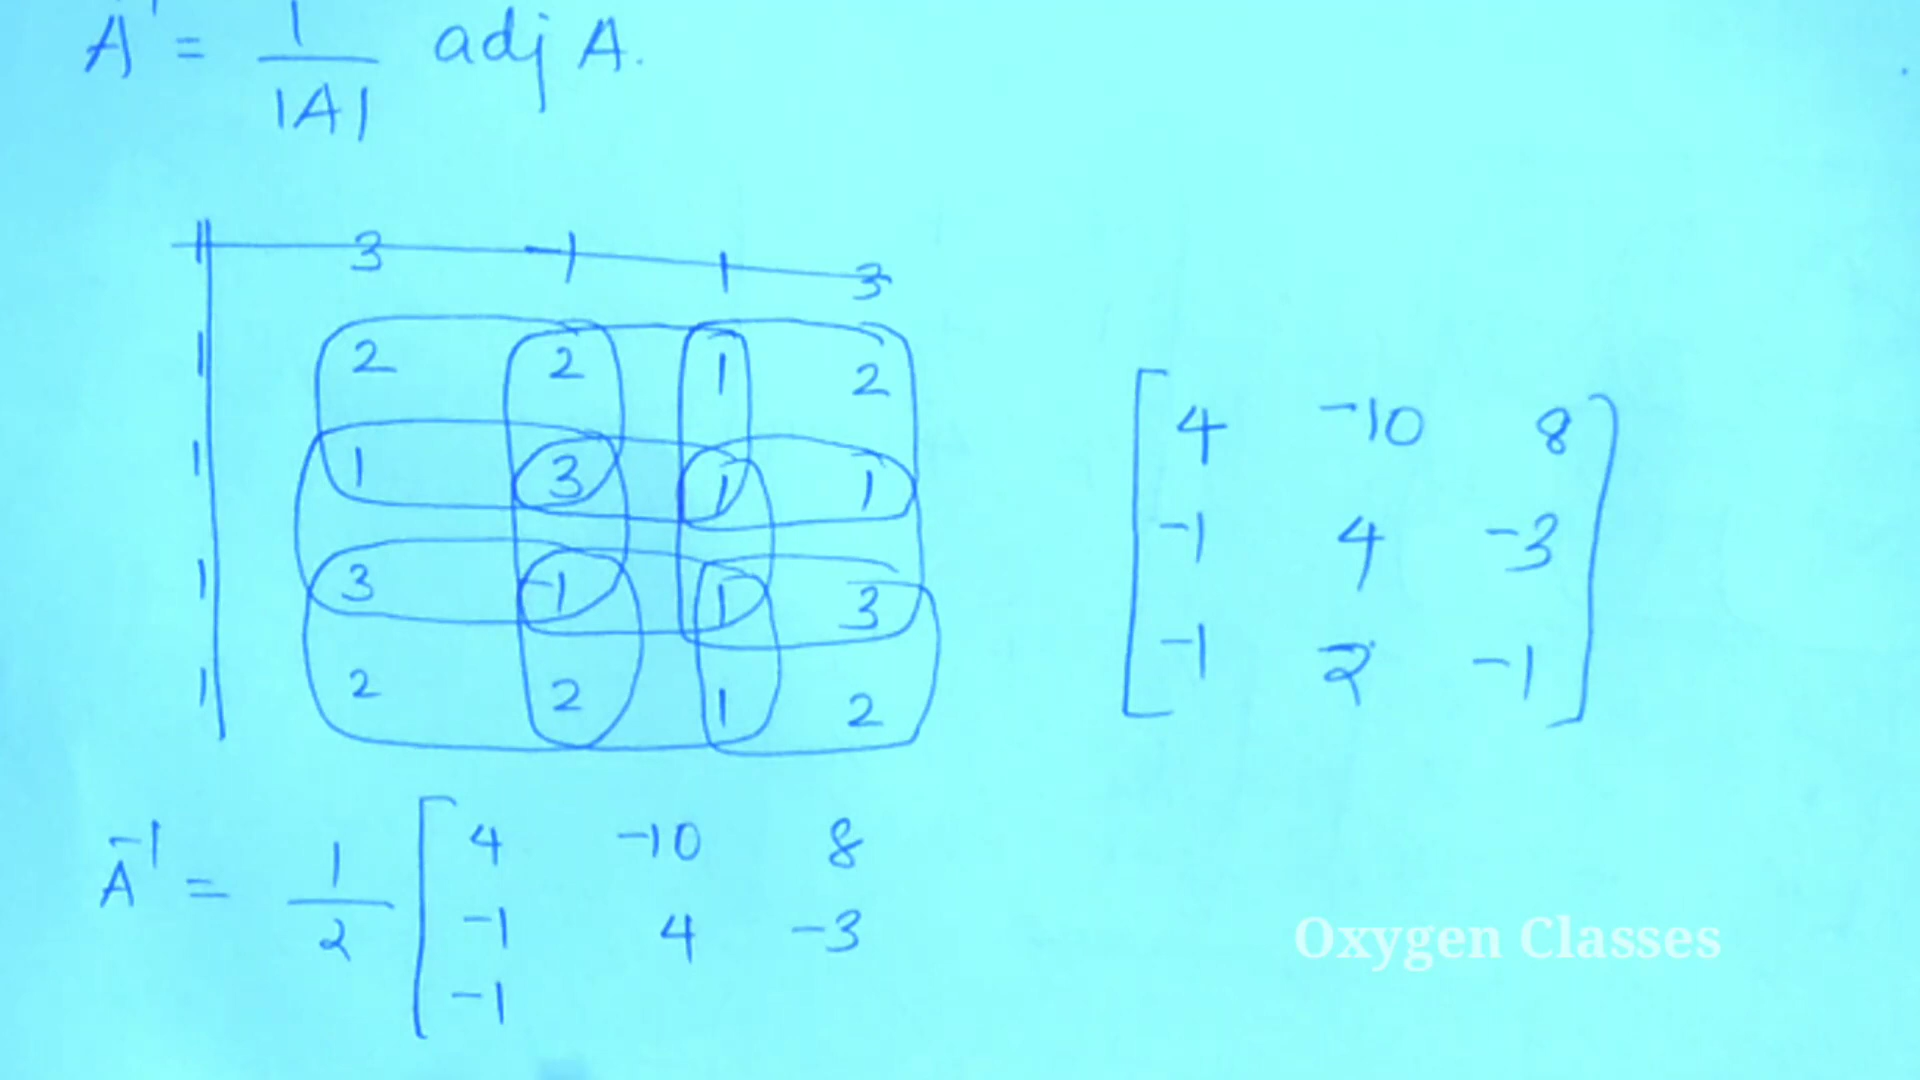 A⁻¹ = 1/|A| adj A.
1 3 -1 1 3
1 2 2 1 2
1 1 3 1 1
1 3 -1 1 3
1 2 2 1 2
4 -10 8
-1 4 -3
-1 2 -1
A⁻¹ = 1/2 [ 4 -10 8
-1 4 -3
-1
Oxygen Classes